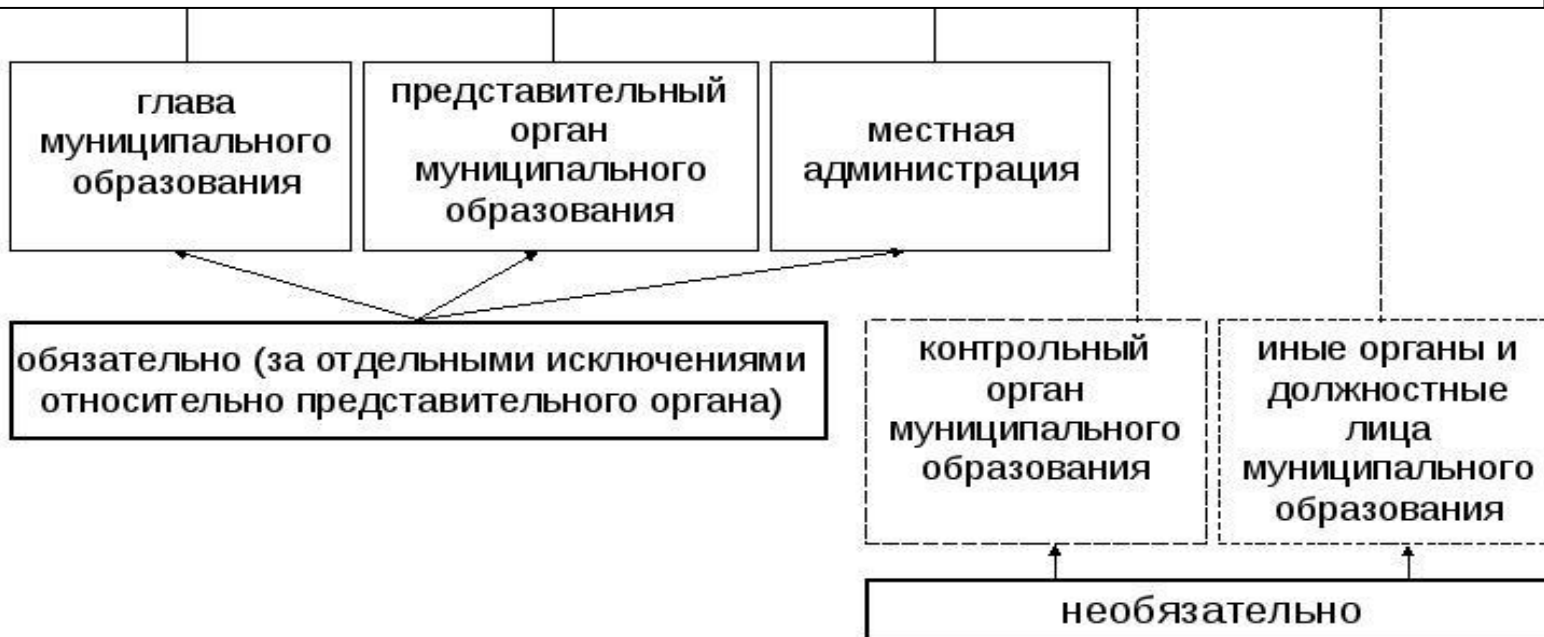 глава
муниципального
образования
представительный
орган
муниципального
образования
местная
администрация
обязательно (за отдельными исключениями
относительно представительного органа)
контрольный
орган
муниципального
образования
иные органы и
должностные
лица
муниципального
образования
необязательно